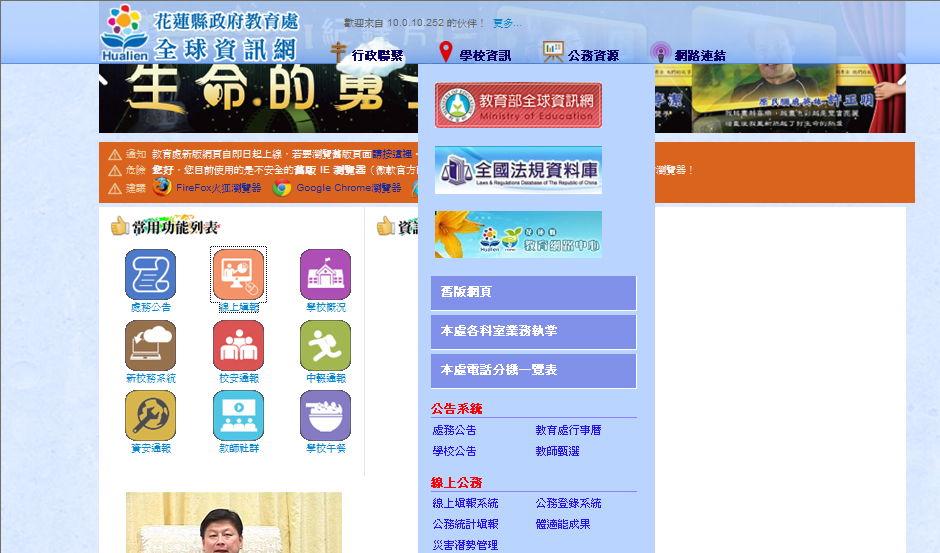 花蓮縣政府教育處
全球資訊網
Hualien
歡迎來自 10.0.10.252 的伙伴！ 更多...
行政聯繫 學校資訊 公務資源 網路連結
生命的勇士
原民鐵處英雄 許正明
教育部全球資訊網
Ministry of Education
全國法規資料庫
Laws & Regulations Database of The Republic of China
花蓮縣
教育網路中心
Hualien
通知 教育處新版網頁自即日起上線，若要瀏覽舊版頁面請按這裡
危險 您好，您目前使用的是不安全的舊版 IE 瀏覽器（微軟官方
瀏覽器！
建議 FireFox火狐瀏覽器 Google Chrome瀏覽器
常用功能列表
處務公告 線上填報 學校概況
新校務系統 校安通報 中輟通報
資安通報 教師社群 學校午餐
舊版網頁
本處各科室業務執掌
本處電話分機一覽表
公告系統
處務公告 教育處行事曆
學校公告 教師甄選
線上公務
線上填報系統 公務登錄系統
公務統計填報 體適能成果
災害潛勢管理